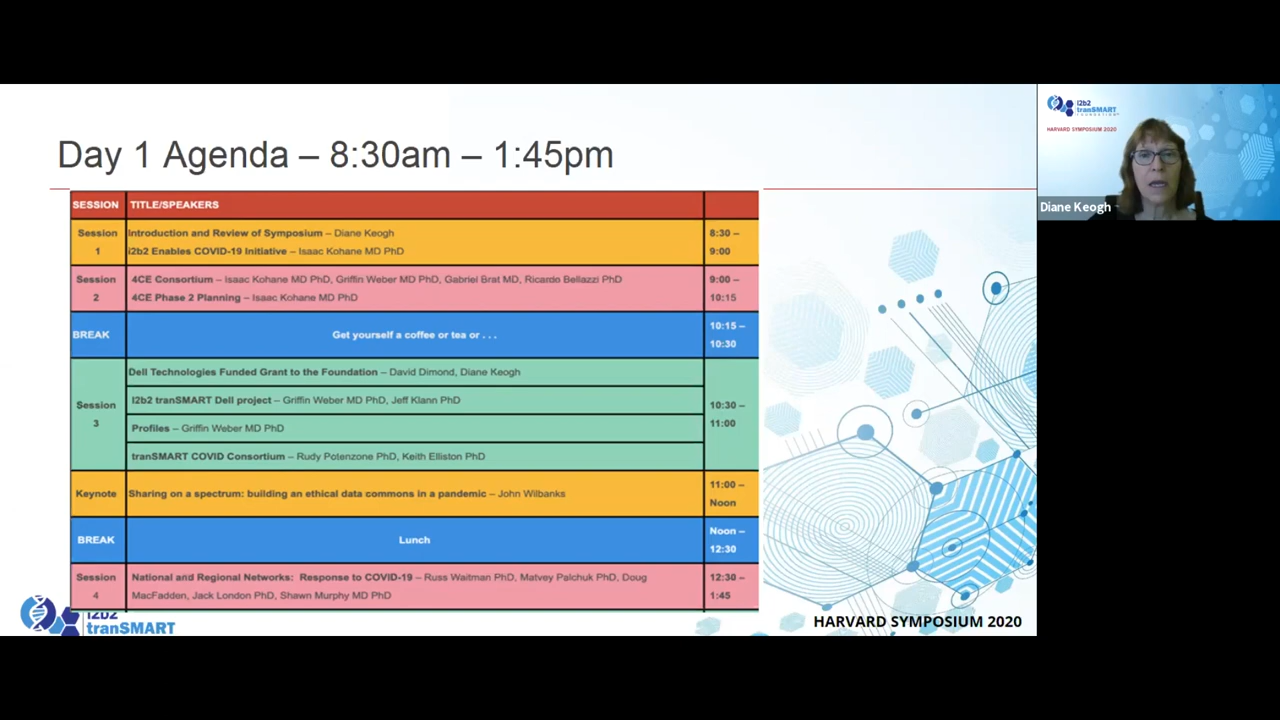 Day 1 Agenda – 8:30am – 1:45pm
SESSION TITLE/SPEAKERS
Session 1
Introduction and Review of Symposium – Diane Keogh
i2b2 Enables COVID-19 Initiative – Isaac Kohane MD PhD
8:30 –
9:00
Session 2
4CE Consortium – Isaac Kohane MD PhD, Griffin Weber MD PhD, Gabriel Brat MD, Ricardo Bellazzi PhD
4CE Phase 2 Planning – Isaac Kohane MD PhD
9:00 –
10:15
BREAK
Get yourself a coffee or tea or . . .
10:15 –
10:30
Session 3
Dell Technologies Funded Grant to the Foundation – David Dimond, Diane Keogh
I2b2 tranSMART Dell project – Griffin Weber MD PhD, Jeff Klann PhD
Profiles – Griffin Weber MD PhD
tranSMART COVID Consortium – Rudy Potenzone PhD, Keith Elliston PhD
10:30 –
11:00
Keynote
Sharing on a spectrum: building an ethical data commons in a pandemic – John Wilbanks
11:00 –
Noon
BREAK
Lunch
Noon –
12:30
Session 4
National and Regional Networks: Response to COVID-19 – Russ Waitman PhD, Matvey Palchuk PhD, Doug
MacFadden, Jack London PhD, Shawn Murphy MD PhD
12:30 –
1:45
i2b2
tranSMART
HARVARD SYMPOSIUM 2020
i2b2
tranSMART
FOUNDATION
HARVARD SYMPOSIUM 2020
Diane Keogh